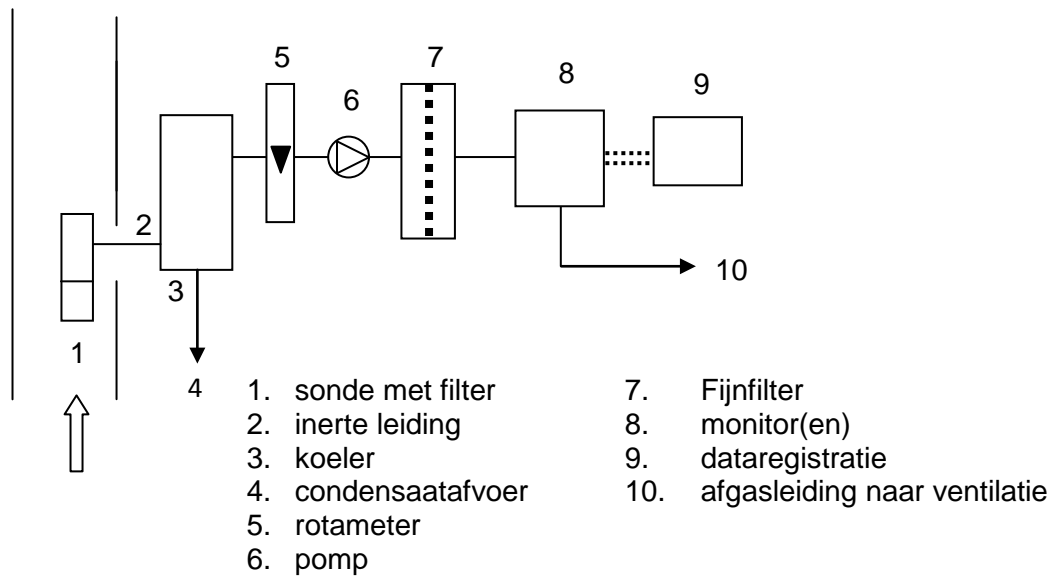 5
7
8
9
6
2
3
1
4
10
1. sonde met filter
2. inerte leiding
3. koeler
4. condensaatafvoer
5. rotameter
6. pomp
7. Fijnfilter
8. monitor(en)
9. dataregistratie
10. afgasleiding naar ventilatie